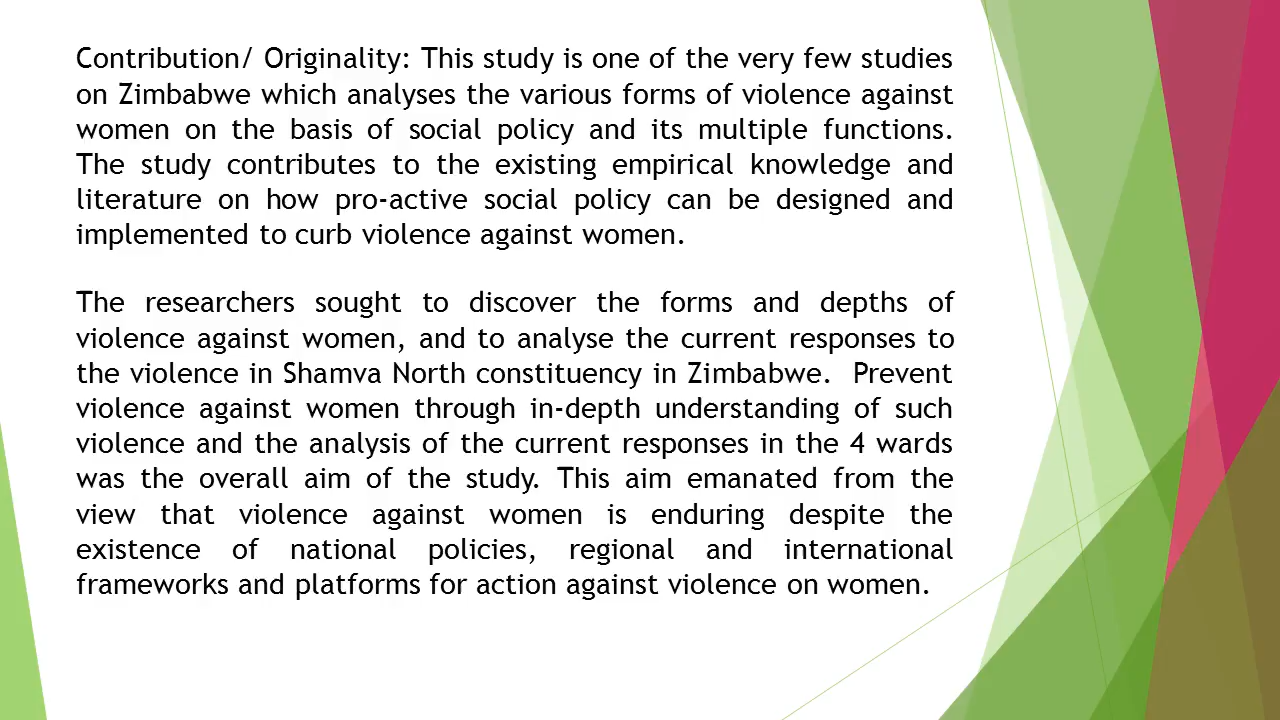 Contribution/ Originality: This study is one of the very few studies
on Zimbabwe which analyses the various forms of violence against
women on the basis of social policy and its multiple functions.
The study contributes to the existing empirical knowledge and
literature on how pro-active social policy can be designed and
implemented to curb violence against women.
The researchers sought to discover the forms and depths of
violence against women, and to analyse the current responses to
the violence in Shamva North constituency in Zimbabwe.  Prevent
violence against women through in-depth understanding of such
violence and the analysis of the current responses in the 4 wards
was the overall aim of the study. This aim emanated from the
view that violence against women is enduring despite the
existence of national policies, regional and international
frameworks and platforms for action against violence on women.